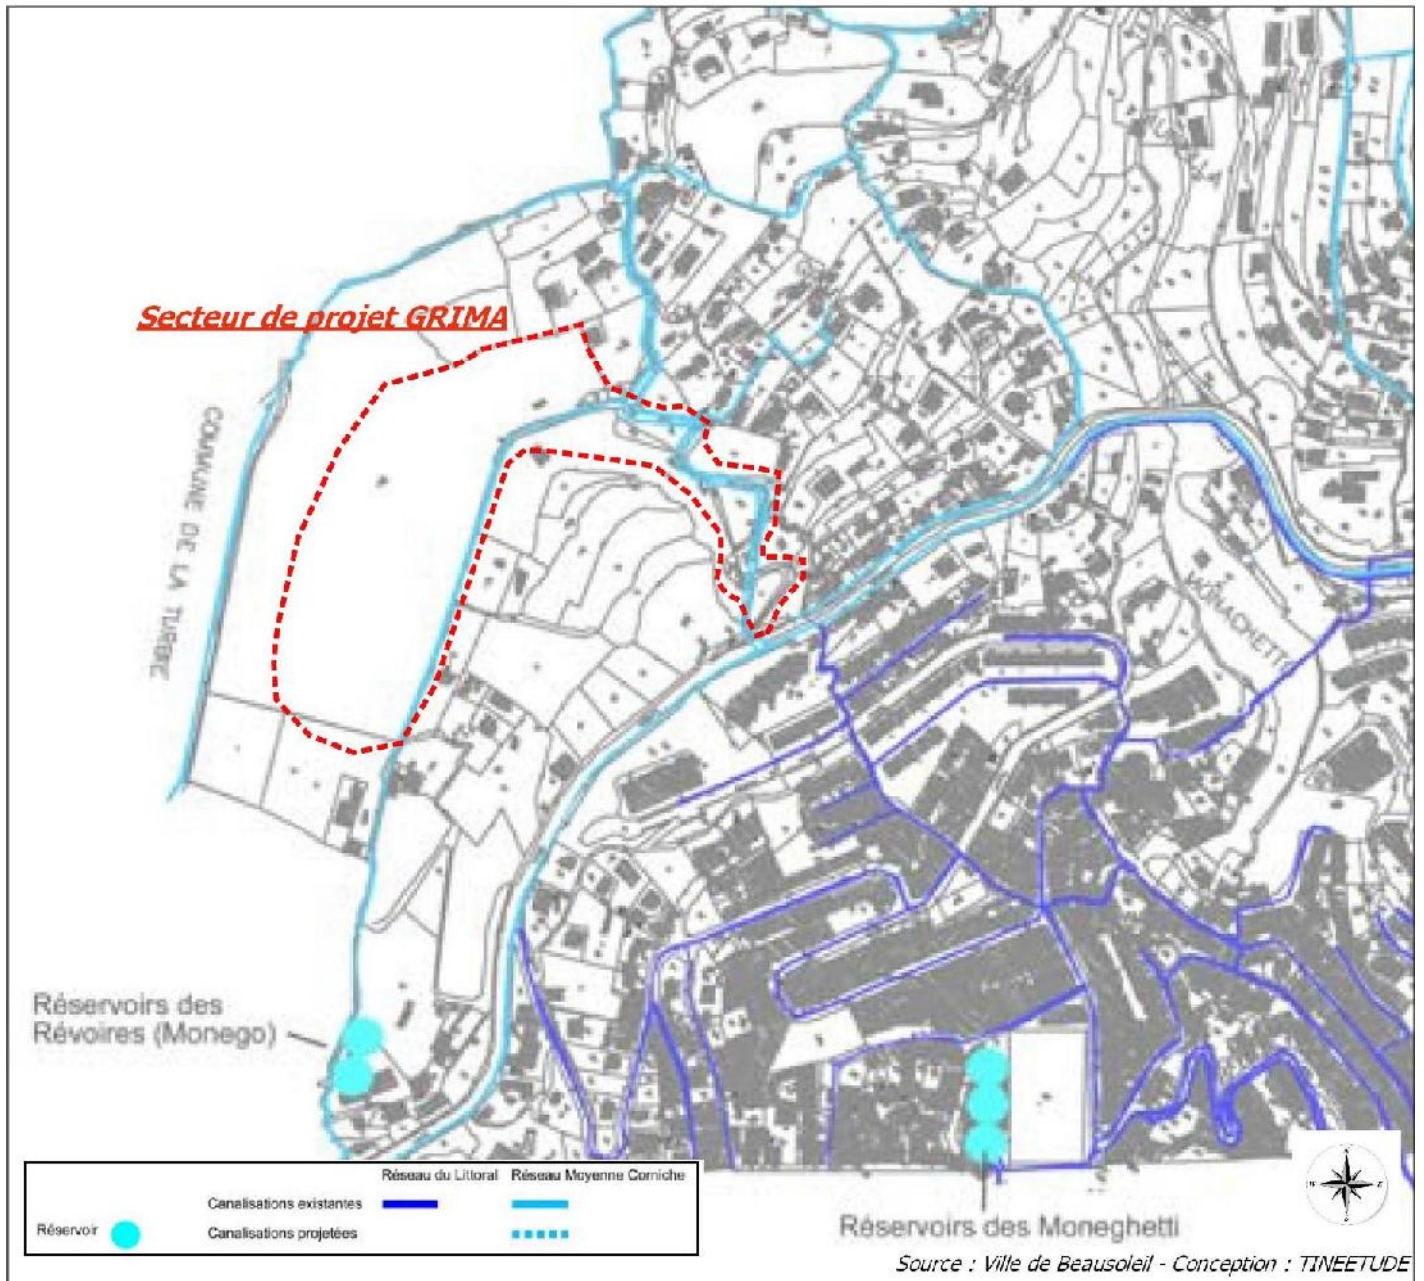 Secteur de projet GRIMA
COMMUNE DE LA TURBIE
Réservoirs des
Révoires (Monego)
Réseau du Littoral Réseau Moyenne Corniche
Canalisations existantes
Réservoir
Canalisations projetées
Réservoirs des Moneghetti
Source : Ville de Beausoleil - Conception : TINEETUDE